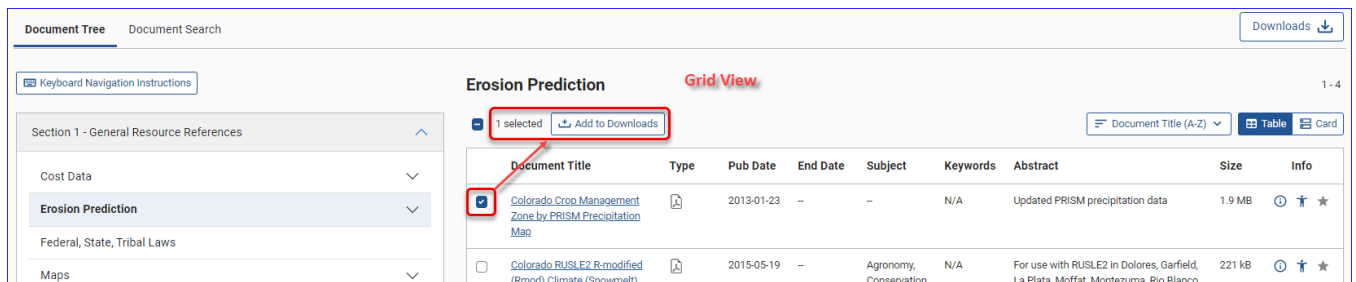 Document Tree Document Search Downloads
Keyboard Navigation Instructions
Erosion Prediction Grid View 1 - 4
Section 1 - General Resource References
1 selected Add to Downloads Document Title (A-Z) Table Card
Document Title Type Pub Date End Date Subject Keywords Abstract Size Info
Cost Data
Erosion Prediction
Federal, State, Tribal Laws
Maps
Colorado Crop Management 2013-01-23 -- -- N/A Updated PRISM precipitation data 1.9 MB
Zone by PRISM Precipitation
Map
Colorado RUSLE2 R-modified 2015-05-19 -- Agronomy, N/A For use with RUSLE2 in Dolores, Garfield, 221 kB
(Rmod) Climate (Snowmelt) Conservation La Plata, Moffat, Montezuma, Rio Blanco